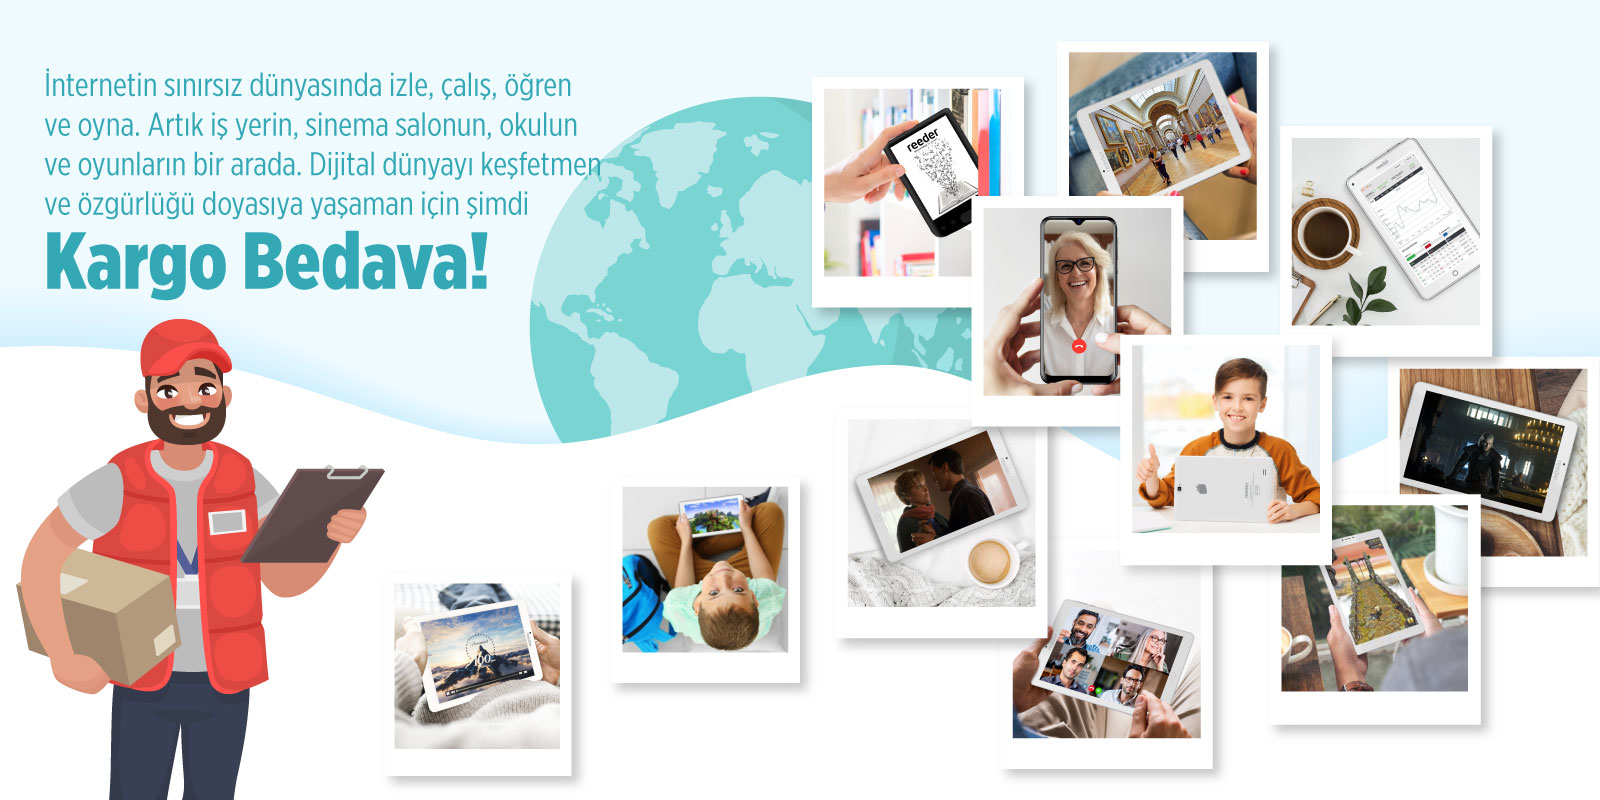 İnternetin sınırsız dünyasında izle, çalış, öğren
ve oyna. Artık iş yerin, sinema salonun, okulun
ve oyunların bir arada. Dijital dünyayı keşfetmen
ve özgürlüğü doyasıya yaşaman için şimdi
Kargo Bedava!
reeder
100